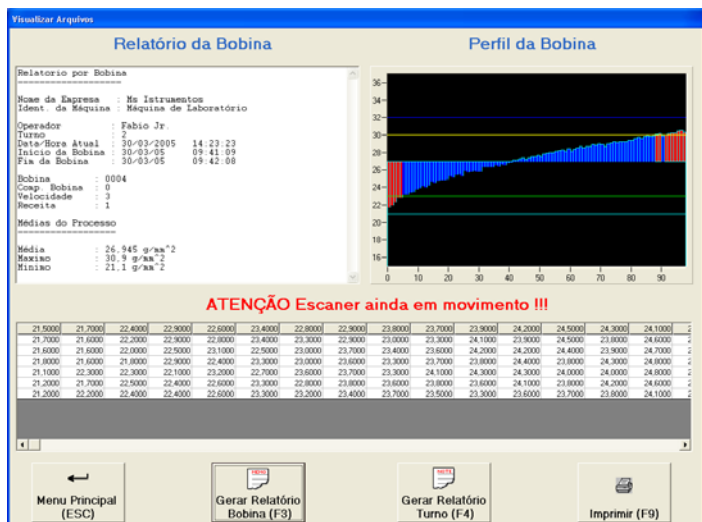 Visualizar Arquivos
Relatório da Bobina
Perfil da Bobina
Relatorio por Bobina
-------------------
Nome da Empresa : Ms Istrumentos
Ident. da Máquina : Máquina de Laboratório
Operador : Fabio Jr.
Turno : 2
Data/Hora Atual : 30/03/2005 14:23:23
Inicio da Bobina : 30/03/05 09:41:09
Fim da Bobina : 30/03/05 09:42:08
Bobina : 0004
Comp. Bobina : 0
Velocidade : 3
Receita : 1
Médias do Processo
------------------
Média : 26.945 g/mm^2
Maximo : 30.9 g/mm^2
Minimo : 21.1 g/mm^2
36
34
32
30
28
26
24
22
20
18
16
0 10 20 30 40 50 60 70 80 90
ATENÇÃO Escaner ainda em movimento !!!
21,5000 21,7000 22,4000 22,9000 22,6000 23,4000 22,8000 22,9000 23,8000 23,7000 23,9000 24,2000 24,5000 24,3000 24,1000
21,7000 21,6000 22,2000 22,9000 22,8000 23,4000 23,3000 22,9000 23,3000 24,1000 23,9000 24,5000 23,8000 24,6000
21,6000 21,6000 22,0000 22,5000 23,1000 22,5000 23,0000 23,7000 23,4000 23,6000 24,2000 24,2000 24,4000 23,9000 24,7000
21,8000 21,6000 21,8000 22,9000 22,4000 23,3000 23,0000 23,6000 23,3000 23,7000 23,8000 24,4000 23,8000 24,3000 24,8000
21,1000 22,3000 22,3000 22,1000 23,2000 22,7000 23,6000 23,7000 23,3000 24,1000 24,3000 24,3000 24,0000 24,0000 24,8000
21,2000 21,7000 22,5000 22,4000 22,6000 23,3000 22,8000 23,8000 23,6000 23,8000 23,6000 24,1000 23,8000 24,2000 24,6000
21,2000 22,2000 22,4000 22,4000 22,6000 23,3000 23,2000 23,4000 23,7000 23,5000 23,3000 23,6000 23,7000 23,8000 24,1000
Menu Principal
(ESC)
Gerar Relatório
Bobina (F3)
Gerar Relatório
Turno (F4)
Imprimir (F9)